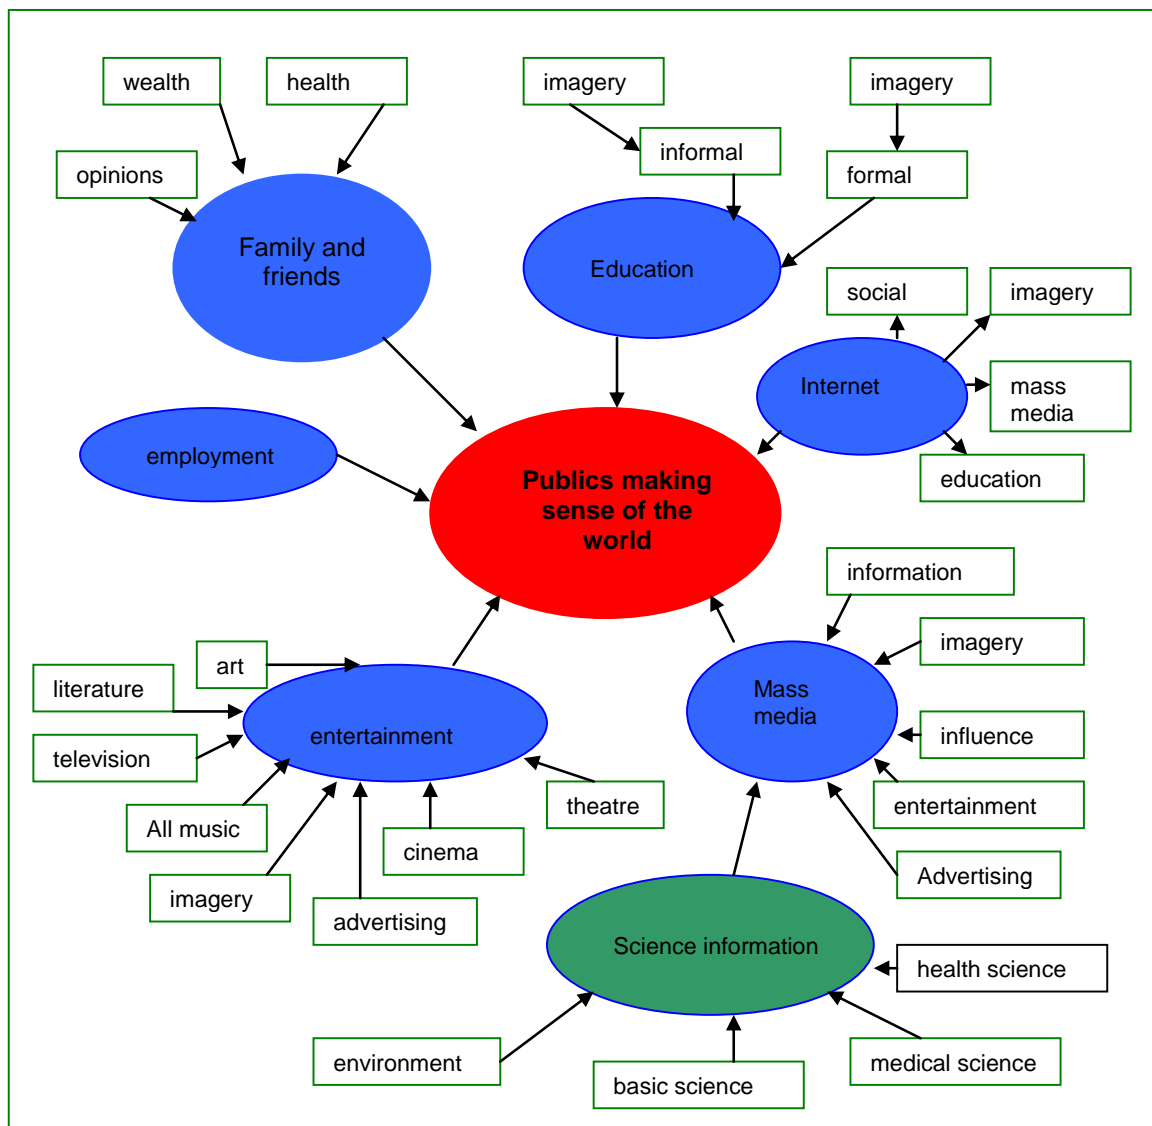 wealth
health
imagery
imagery
opinions
informal
formal
Family and
friends
Education
social
imagery
Internet
mass
media
education
employment
Publics making
sense of the
world
information
imagery
art
literature
Mass
media
television
entertainment
influence
All music
theatre
entertainment
cinema
imagery
advertising
Advertising
Science information
health science
environment
basic science
medical science